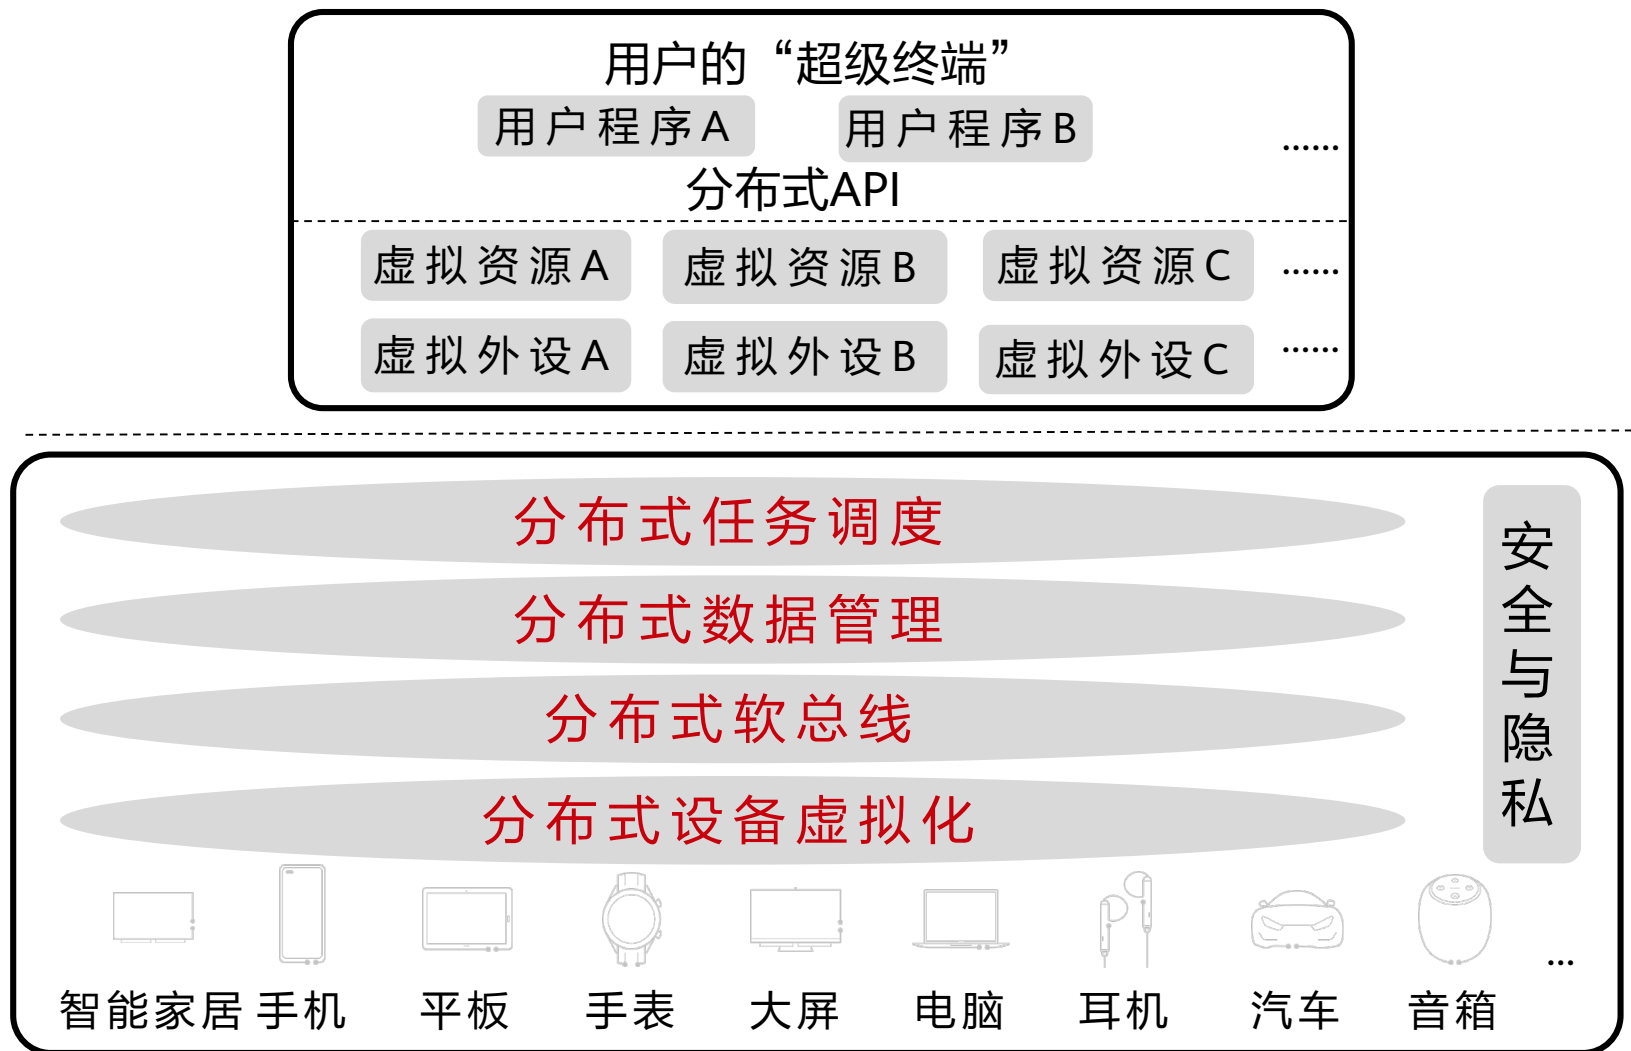 用户的“超级终端”
用户程序A 用户程序B ......
分布式API
虚拟资源A 虚拟资源B 虚拟资源C ......
虚拟外设A 虚拟外设B 虚拟外设C ......
分布式任务调度
分布式数据管理
分布式软总线
分布式设备虚拟化
安全与隐私
...
智能家居 手机 平板 手表 大屏 电脑 耳机 汽车 音箱